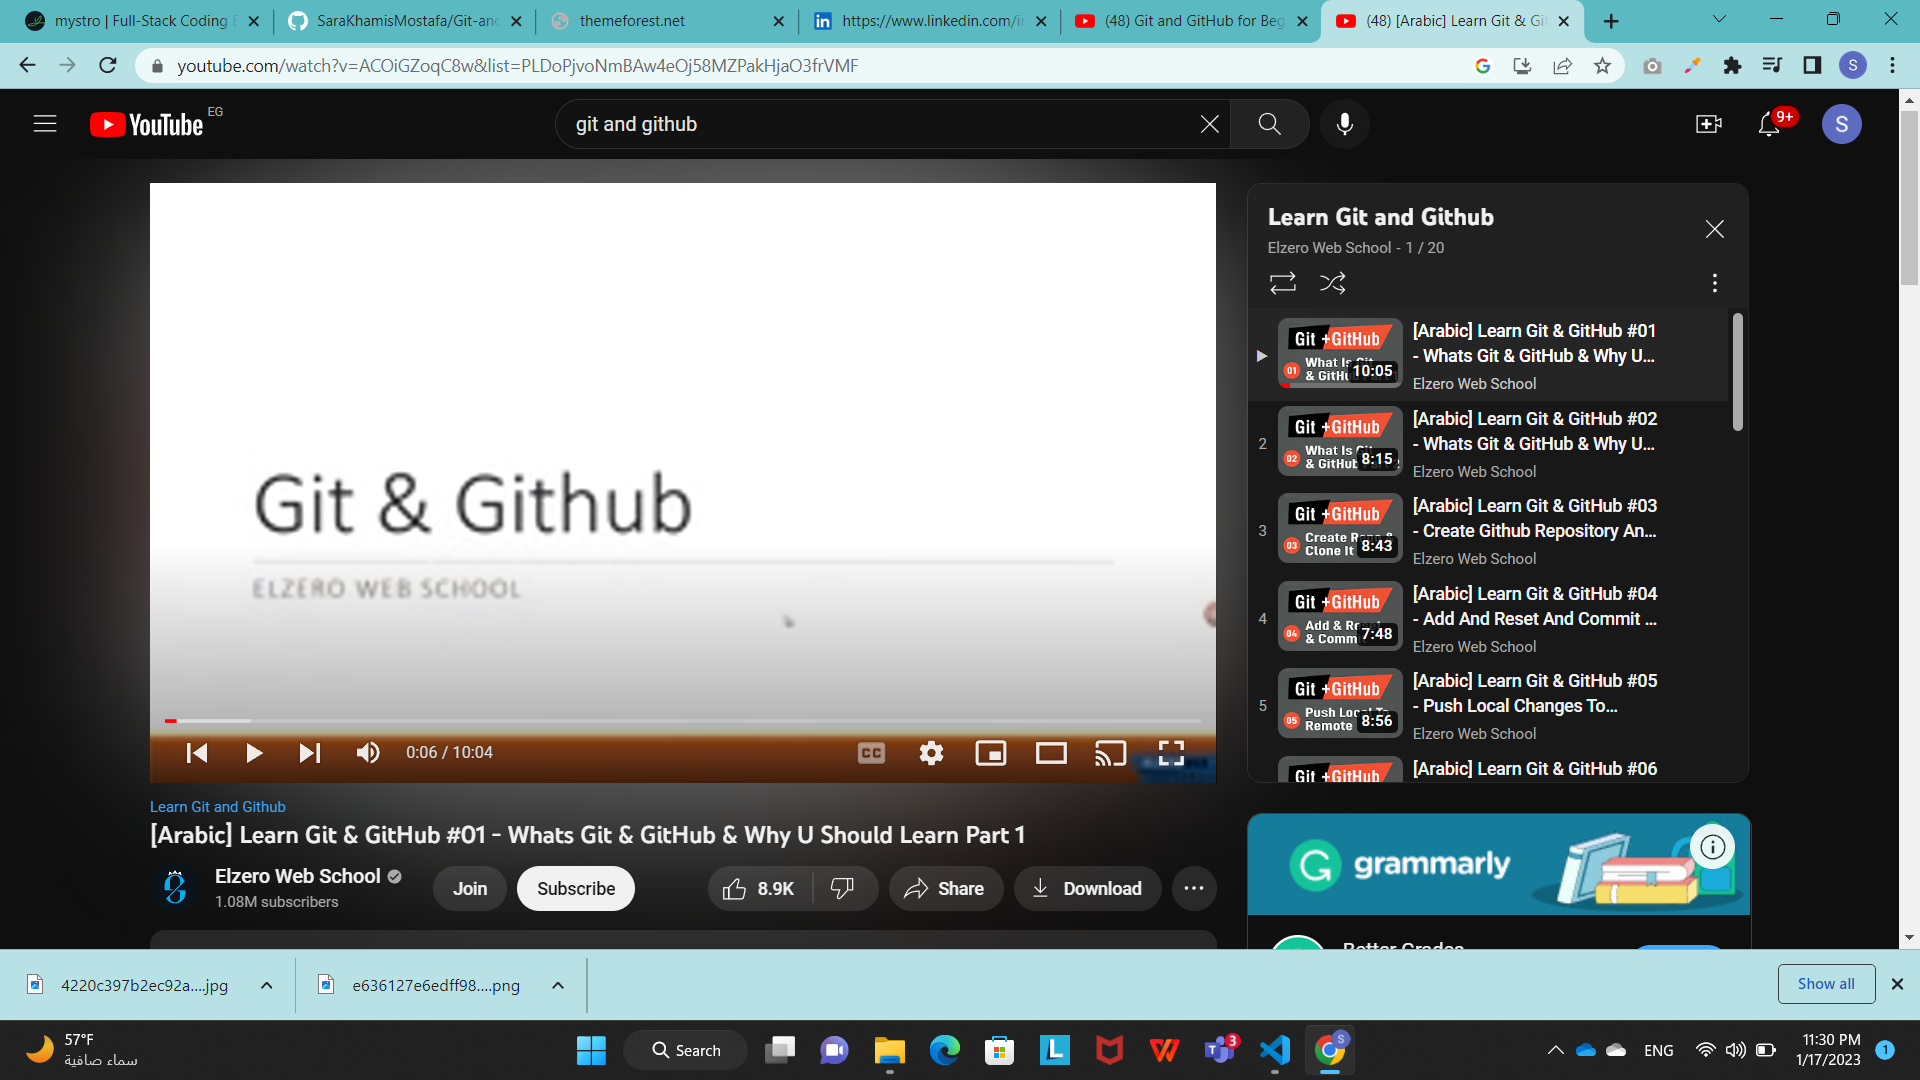 mystro | Full-Stack Coding
SaraKhamisMostafa/Git-and
themeforest.net
https://www.linkedin.com/i
(48) Git and GitHub for Beg
(48) [Arabic] Learn Git & Git
youtube.com/watch?v=ACOiGZoqC8w&list=PLDoPjvoNmBAw4eOj58MZPakHjaO3frVMF
S
YouTube EG
git and github
9+
S
Git & Github
ELZERO WEB SCHOOL
0:06 / 10:04
CC
Learn Git and Github
Elzero Web School - 1 / 20
Git +GitHub
What Is Git
01
& GitHub
10:05
[Arabic] Learn Git & GitHub #01
- Whats Git & GitHub & Why U...
Elzero Web School
2
Git +GitHub
What Is Git
02
& GitHub
8:15
[Arabic] Learn Git & GitHub #02
- Whats Git & GitHub & Why U...
Elzero Web School
3
Git +GitHub
Create Repo &
03
Clone It
8:43
[Arabic] Learn Git & GitHub #03
- Create Github Repository An...
Elzero Web School
4
Git +GitHub
Add & Reset
04
& Commit
7:48
[Arabic] Learn Git & GitHub #04
- Add And Reset And Commit ...
Elzero Web School
5
Git +GitHub
Push Local To
05
Remote
8:56
[Arabic] Learn Git & GitHub #05
- Push Local Changes To...
Elzero Web School
Git +GitHub
[Arabic] Learn Git & GitHub #06
Learn Git and Github
[Arabic] Learn Git & GitHub #01 - Whats Git & GitHub & Why U Should Learn Part 1
Elzero Web School
1.08M subscribers
Join
Subscribe
8.9K
Share
Download
grammarly
Better Grades
4220c397b2ec92a....jpg
e636127e6edff98....png
Show all
57°F
سماء صافية
Search
3
S
ENG
11:30 PM
1/17/2023
1